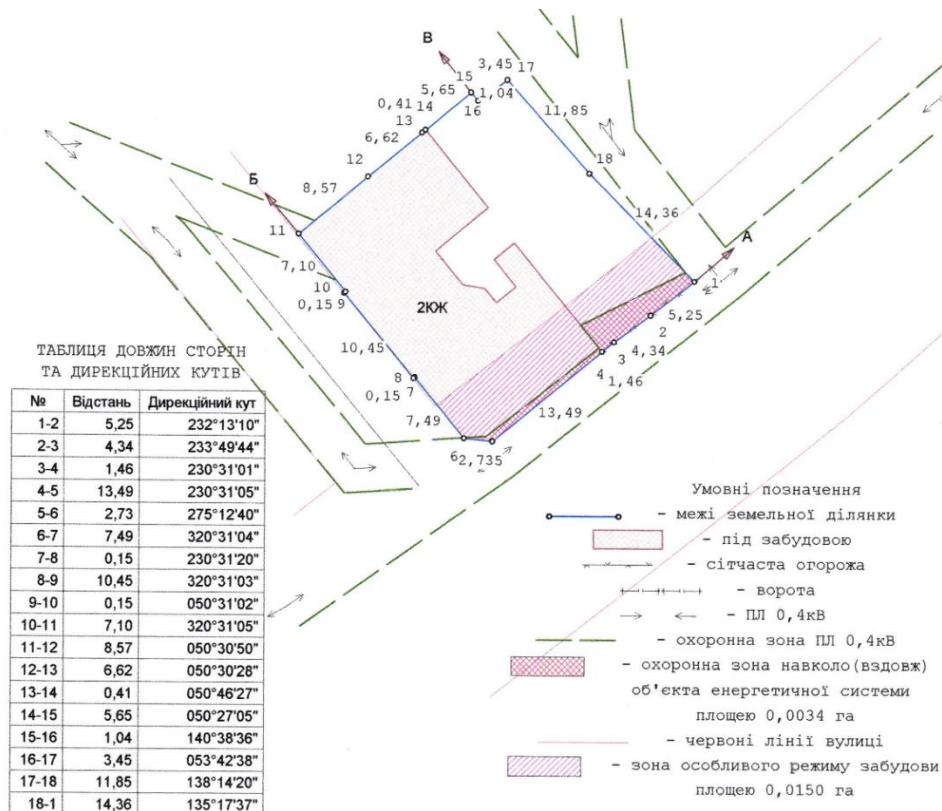 В
3,45 17
15
5,65 1,04
0,41 14 16
13 11,85
6,62
12 18
Б
8,57
14,36
11
А
7,10
10
0,15 9
1
2КЖ
5,25
2
4,34
10,45
3
4 1,46
8
0,15 7
13,49
7,49
6 2,73 5
ТАБЛИЦЯ ДОВЖИН СТОРІН
ТА ДИРЕКЦІЙНИХ КУТІВ
№ Відстань Дирекційний кут
1-2 5,25 232°13'10"
2-3 4,34 233°49'44"
3-4 1,46 230°31'01"
4-5 13,49 230°31'05"
5-6 2,73 275°12'40"
6-7 7,49 320°31'04"
7-8 0,15 230°31'20"
8-9 10,45 320°31'03"
9-10 0,15 050°31'02"
10-11 7,10 320°31'05"
11-12 8,57 050°30'50"
12-13 6,62 050°30'28"
13-14 0,41 050°46'27"
14-15 5,65 050°27'05"
15-16 1,04 140°38'36"
16-17 3,45 053°42'38"
17-18 11,85 138°14'20"
18-1 14,36 135°17'37"
Умовні позначення
- межі земельної ділянки
- під забудовою
- сітчаста огорожа
- ворота
- ПЛ 0,4кВ
- охоронна зона ПЛ 0,4кВ
- охоронна зона навколо(вздовж)
об'єкта енергетичної системи
площею 0,0034 га
- червоні лінії вулиці
- зона особливого режиму забудови
площею 0,0150 га